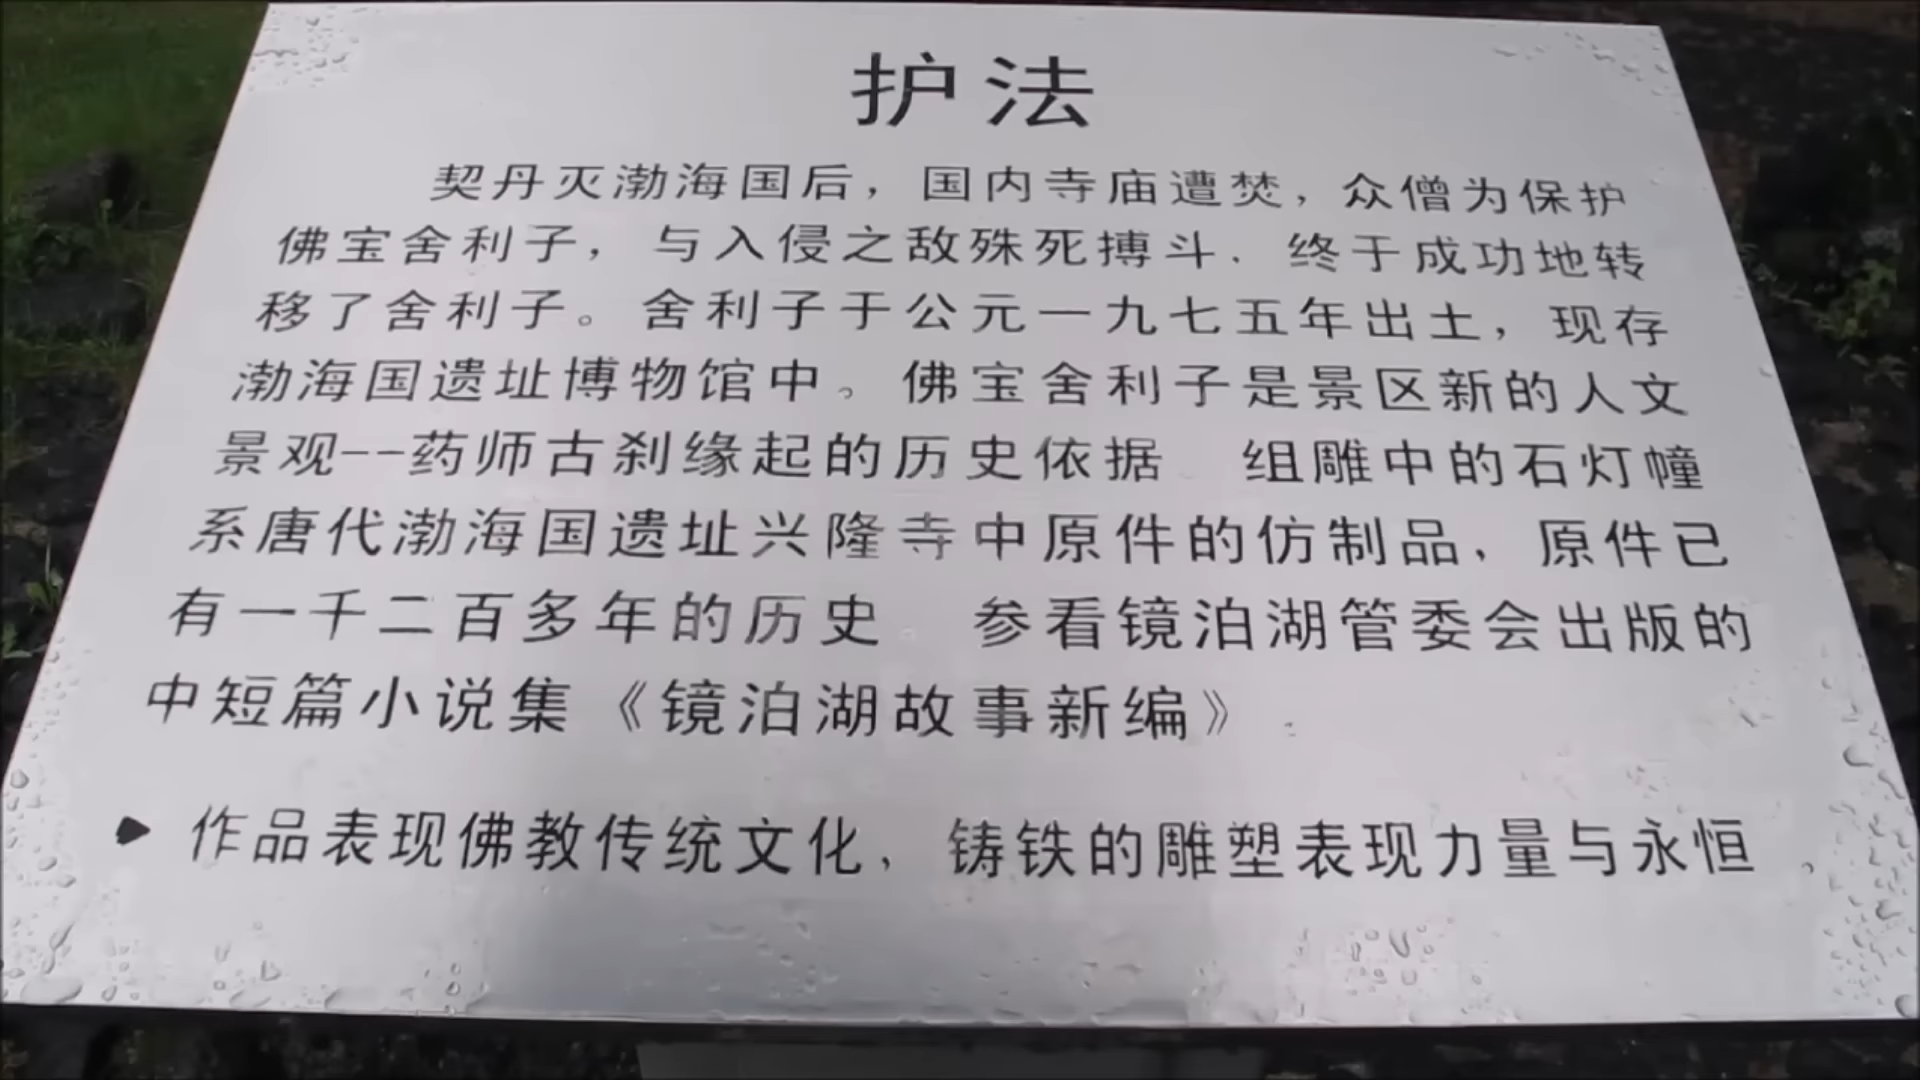 护法
契丹灭渤海国后，国内寺庙遭焚，众僧为保护
佛宝舍利子，与入侵之敌殊死搏斗．终于成功地转
移了舍利子。舍利子于公元一九七五年出土，现存
渤海国遗址博物馆中。佛宝舍利子是景区新的人文
景观--药师古刹缘起的历史依据 组雕中的石灯幢
系唐代渤海国遗址兴隆寺中原件的仿制品，原件已
有一千二百多年的历史。参看镜泊湖管委会出版的
中短篇小说集《镜泊湖故事新编》.
▶ 作品表现佛教传统文化，铸铁的雕塑表现力量与永恒.